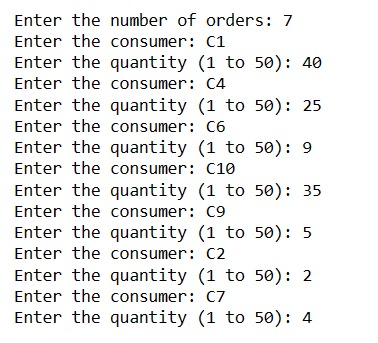 Enter the number of orders: 7
Enter the consumer: C1
Enter the quantity (1 to 50): 40
Enter the consumer: C4
Enter the quantity (1 to 50): 25
Enter the consumer: C6
Enter the quantity (1 to 50): 9
Enter the consumer: C10
Enter the quantity (1 to 50): 35
Enter the consumer: C9
Enter the quantity (1 to 50): 5
Enter the consumer: C2
Enter the quantity (1 to 50): 2
Enter the consumer: C7
Enter the quantity (1 to 50): 4